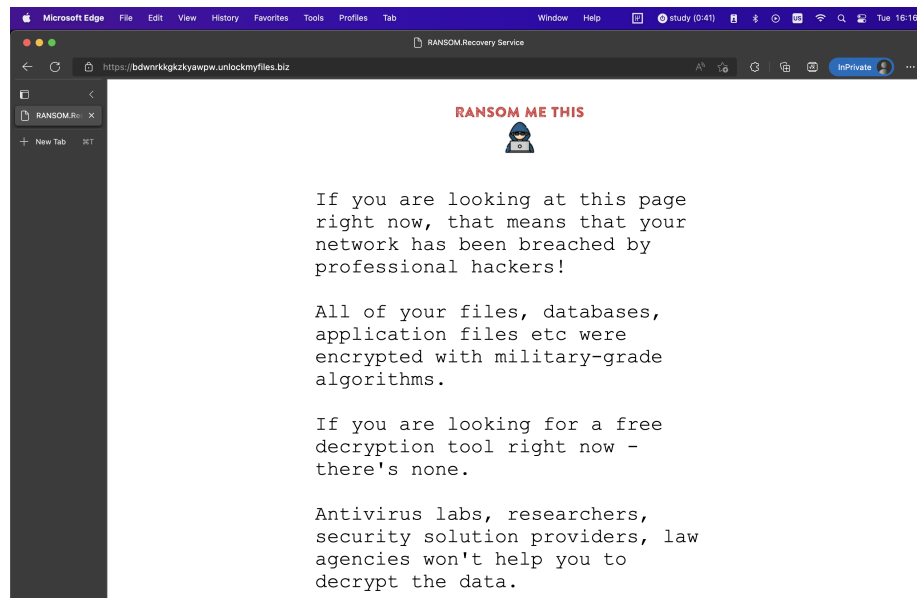 Microsoft Edge File Edit View History Favorites Tools Profiles Tab Window Help study (0:41) US Tue 16:16
RANSOM.Recovery Service
https://bdwnrkkgkzkyawpw.unlockmyfiles.biz InPrivate
RANSOM.Re
New Tab ⌘T
RANSOM ME THIS
If you are looking at this page
right now, that means that your
network has been breached by
professional hackers!
All of your files, databases,
application files etc were
encrypted with military-grade
algorithms.
If you are looking for a free
decryption tool right now -
there's none.
Antivirus labs, researchers,
security solution providers, law
agencies won't help you to
decrypt the data.